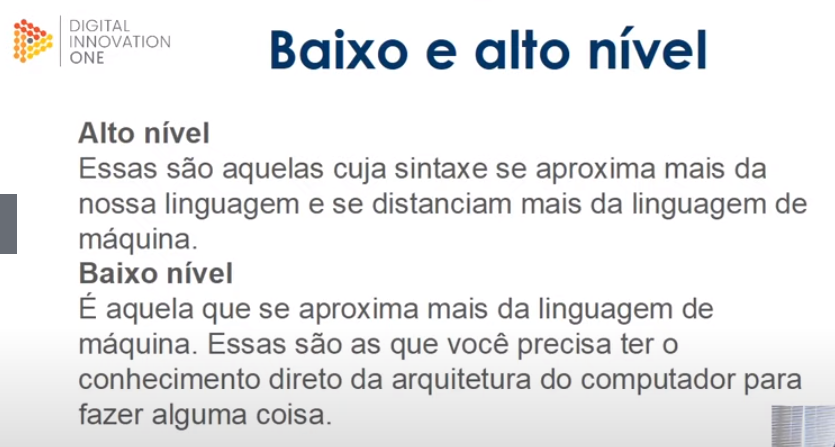 DIGITAL
INNOVATION
ONE
Baixo e alto nível
Alto nível
Essas são aquelas cuja sintaxe se aproxima mais da
nossa linguagem e se distanciam mais da linguagem de
máquina.
Baixo nível
É aquela que se aproxima mais da linguagem de
máquina. Essas são as que você precisa ter o
conhecimento direto da arquitetura do computador para
fazer alguma coisa.